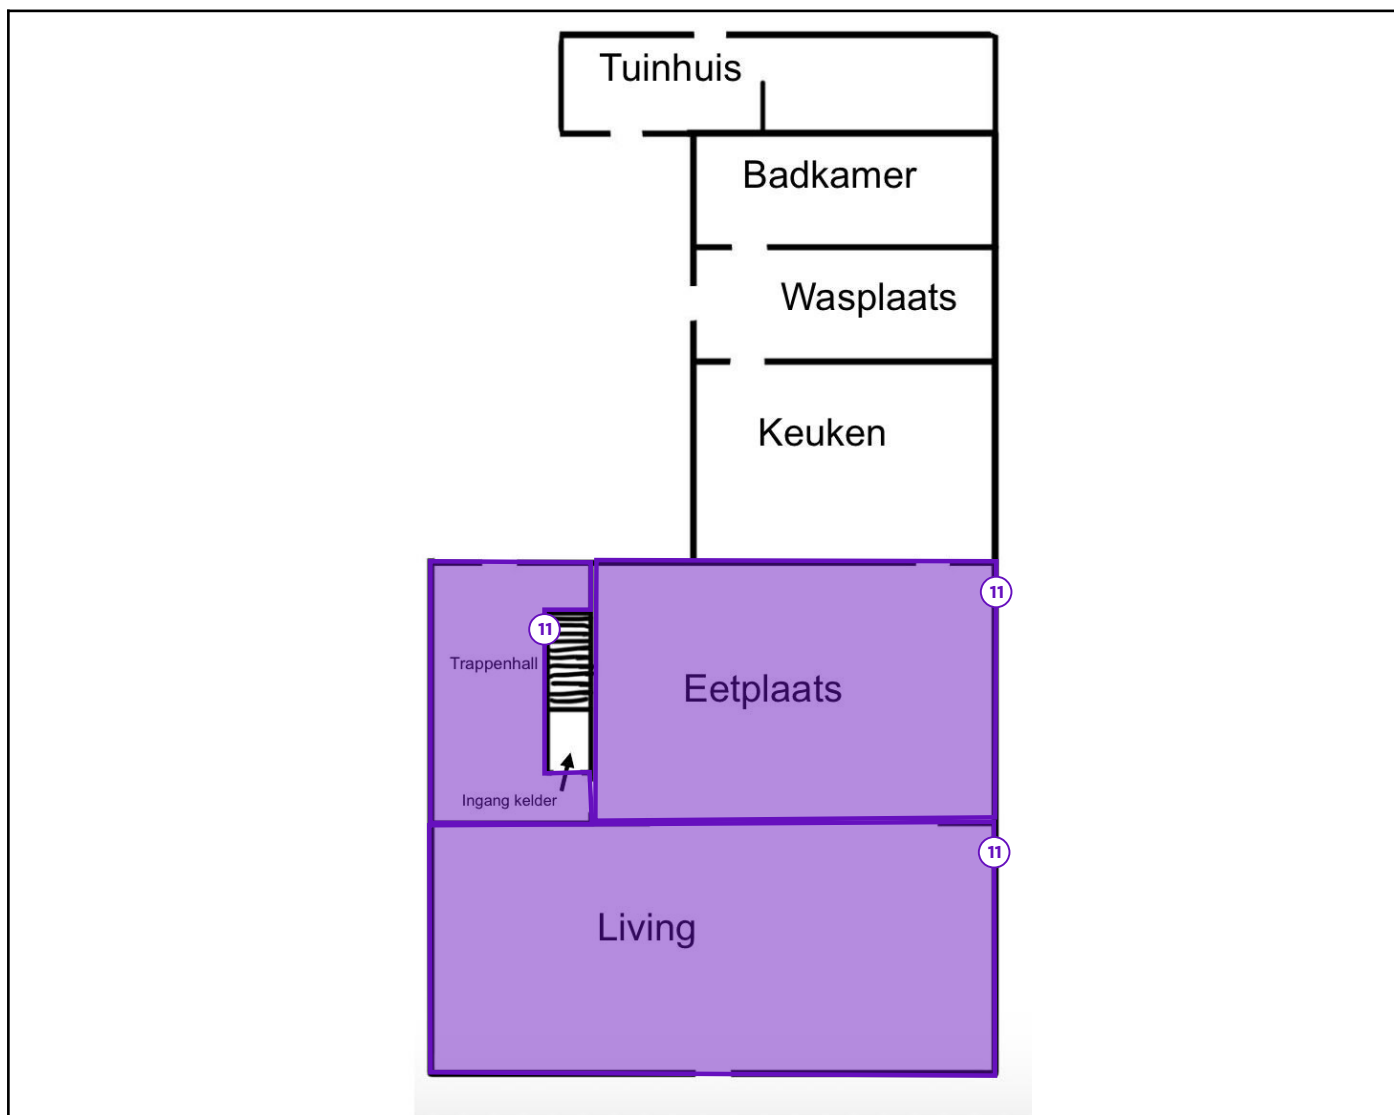 Tuinhuis
Badkamer
Wasplaats
Keuken
11
11
Trappenhall
Eetplaats
Ingang kelder
11
Living